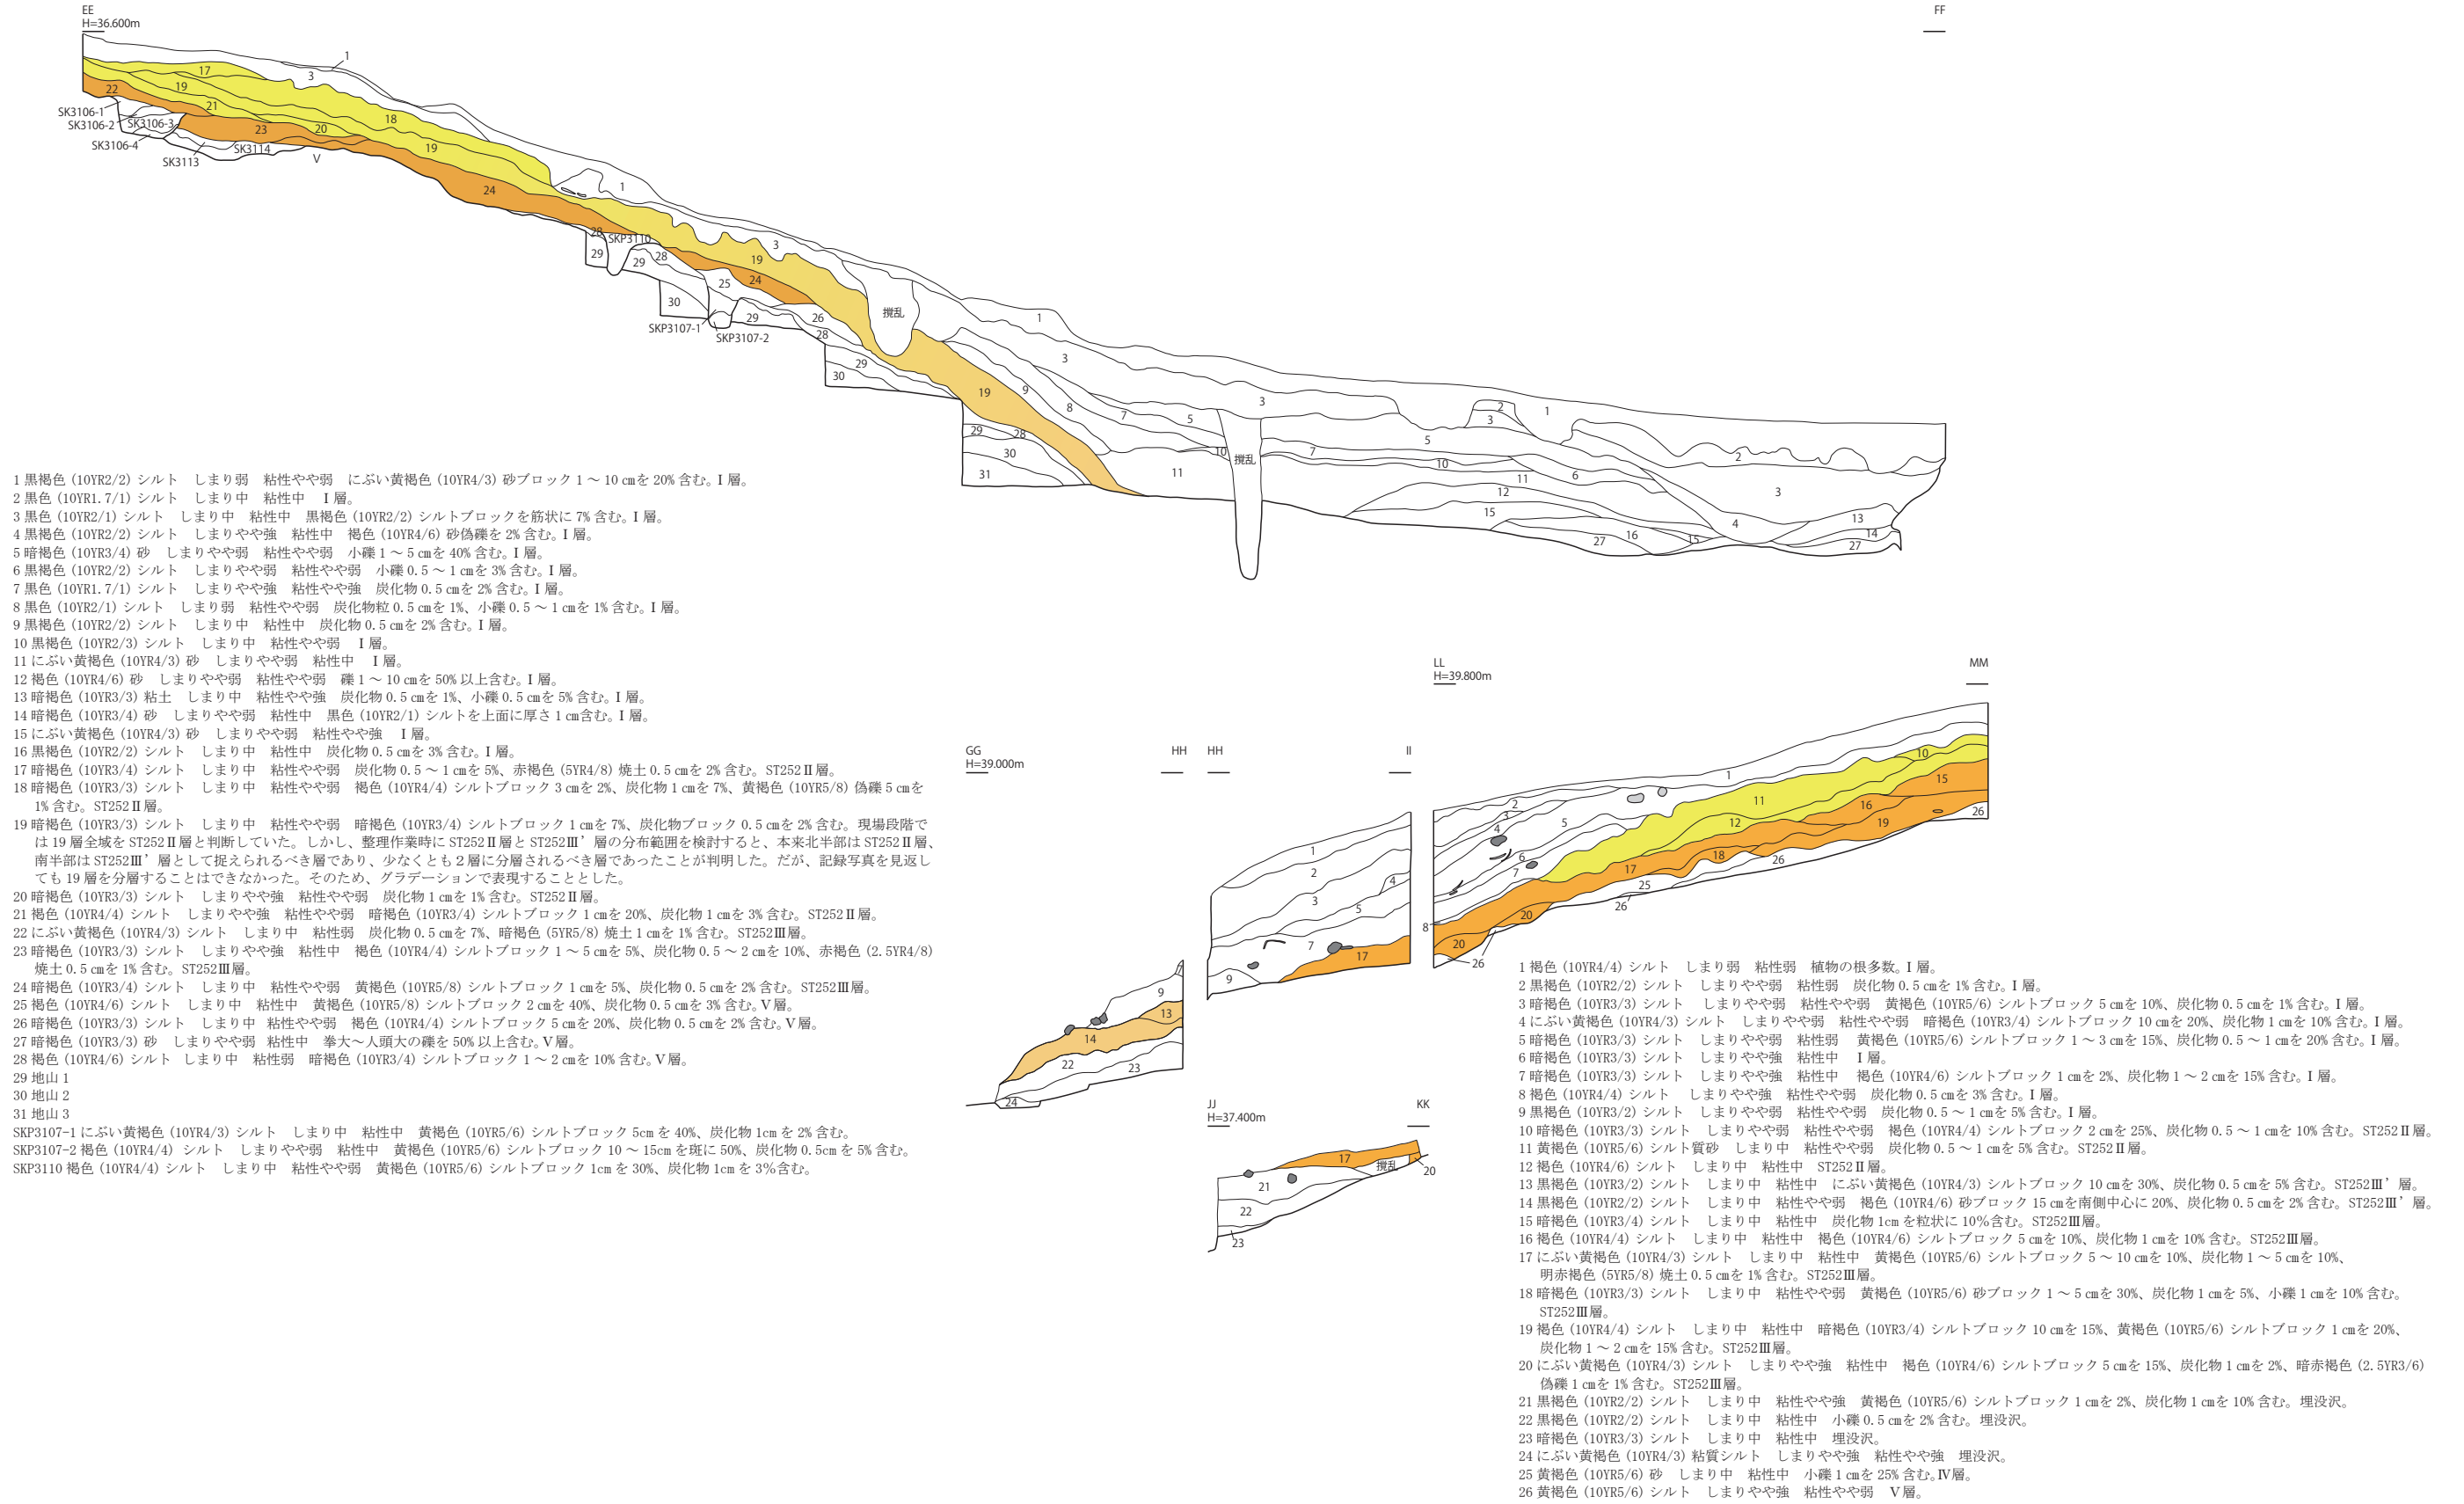 EE
H=36.600m
FF
1
17
3
19
22
21
18
SK3106-1
SK3106-2
SK3106-3
23
20
SK3106-4
SK3114
19
SK3113
V
24
1
28
SKP3110
3
29
29
28
19
24
25
30
26
29
28
SKP3107-1
SKP3107-2
撹乱
1
3
29
30
19
9
8
7
5
3
2
3
1
29
28
30
31
10
撹乱
11
7
5
10
6
11
12
15
2
3
4
13
14
15
16
27
27
1 黒褐色 (10YR2/2) シルト　しまり弱　粘性やや弱　にぶい黄褐色 (10YR4/3) 砂ブロック 1 ~ 10 ㎝を 20% 含む。Ⅰ層。
2 黒色 (10YR1.7/1) シルト　しまり中　粘性中　Ⅰ層。
3 黒色 (10YR2/1) シルト　しまり中　粘性中　黒褐色 (10YR2/2) シルトブロックを筋状に 7% 含む。Ⅰ層。
4 黒褐色 (10YR2/2) シルト　しまりやや強　粘性中　褐色 (10YR4/6) 砂偽礫を 2% 含む。Ⅰ層。
5 暗褐色 (10YR3/4) 砂　しまりやや弱　粘性やや弱　小礫 1 ~ 5 ㎝を 40% 含む。Ⅰ層。
6 黒褐色 (10YR2/2) シルト　しまりやや弱　粘性やや弱　小礫 0.5 ~ 1 ㎝を 3% 含む。Ⅰ層。
7 黒色 (10YR1.7/1) シルト　しまりやや強　粘性やや強　炭化物 0.5 ㎝を 2% 含む。Ⅰ層。
8 黒色 (10YR2/1) シルト　しまり弱　粘性やや弱　炭化物粒 0.5 ㎝を 1%、小礫 0.5 ~ 1 ㎝を 1% 含む。Ⅰ層。
9 黒褐色 (10YR2/2) シルト　しまり中　粘性中　炭化物 0.5 ㎝を 2% 含む。Ⅰ層。
10 黒褐色 (10YR2/3) シルト　しまり中　粘性やや弱　Ⅰ層。
11 にぶい黄褐色 (10YR4/3) 砂　しまりやや弱　粘性中　Ⅰ層。
12 褐色 (10YR4/6) 砂　しまりやや弱　粘性やや弱　礫 1 ~ 10 ㎝を 50% 以上含む。Ⅰ層。
13 暗褐色 (10YR3/3) 粘土　しまり中　粘性やや強　炭化物 0.5 ㎝を 1%、小礫 0.5 ㎝を 5% 含む。Ⅰ層。
14 暗褐色 (10YR3/4) 砂　しまりやや弱　粘性中　黒色 (10YR2/1) シルトを上面に厚さ 1 ㎝含む。Ⅰ層。
15 にぶい黄褐色 (10YR4/3) 砂　しまりやや弱　粘性やや強　Ⅰ層。
16 黒褐色 (10YR2/2) シルト　しまり中　粘性中　炭化物 0.5 ㎝を 3% 含む。Ⅰ層。
17 暗褐色 (10YR3/4) シルト　しまり中　粘性やや弱　炭化物 0.5 ~ 1 ㎝を 5%、赤褐色 (5YR4/8) 焼土 0.5 ㎝を 2% 含む。ST252Ⅱ層。
18 暗褐色 (10YR3/3) シルト　しまり中　粘性やや弱　褐色 (10YR4/4) シルトブロック 3 ㎝を 2%、炭化物 1 ㎝を 7%、黄褐色 (10YR5/8) 偽礫 5 ㎝を
1% 含む。ST252Ⅱ層。
19 暗褐色 (10YR3/3) シルト　しまり中　粘性やや弱　暗褐色 (10YR3/4) シルトブロック 1 ㎝を 7%、炭化物ブロック 0.5 ㎝を 2% 含む。現場段階で
は 19 層全域を ST252Ⅱ層と判断していた。しかし、整理作業時に ST252Ⅱ層と ST252Ⅲ’層の分布範囲を検討すると、本来北半部は ST252Ⅱ層、
南半部は ST252Ⅲ’層として捉えられるべき層であり、少なくとも 2 層に分層されるべき層であったことが判明した。だが、記録写真を見返し
ても 19 層を分層することはできなかった。そのため、グラデーションで表現することとした。
20 暗褐色 (10YR3/3) シルト　しまりやや強　粘性やや弱　炭化物 1 ㎝を 1% 含む。ST252Ⅱ層。
21 褐色 (10YR4/4) シルト　しまりやや強　粘性やや弱　暗褐色 (10YR3/4) シルトブロック 1 ㎝を 20%、炭化物 1 ㎝を 3% 含む。ST252Ⅱ層。
22 にぶい黄褐色 (10YR4/3) シルト　しまり中　粘性弱　炭化物 0.5 ㎝を 7%、暗褐色 (5YR5/8) 焼土 1 ㎝を 1% 含む。ST252Ⅲ層。
23 暗褐色 (10YR3/3) シルト　しまりやや強　粘性中　褐色 (10YR4/4) シルトブロック 1 ~ 5 ㎝を 5%、炭化物 0.5 ~ 2 ㎝を 10%、赤褐色 (2.5YR4/8)
焼土 0.5 ㎝を 1% 含む。ST252Ⅲ層。
24 暗褐色 (10YR3/4) シルト　しまり中　粘性やや弱　黄褐色 (10YR5/8) シルトブロック 1 ㎝を 5%、炭化物 0.5 ㎝を 2% 含む。ST252Ⅲ層。
25 褐色 (10YR4/6) シルト　しまり中　粘性中　黄褐色 (10YR5/8) シルトブロック 2 ㎝を 40%、炭化物 0.5 ㎝を 3% 含む。Ⅴ層。
26 暗褐色 (10YR3/3) シルト　しまり中　粘性やや弱　褐色 (10YR4/4) シルトブロック 5 ㎝を 20%、炭化物 0.5 ㎝を 2% 含む。Ⅴ層。
27 暗褐色 (10YR3/3) 砂　しまりやや弱　粘性中　拳大~人頭大の礫を 50% 以上含む。Ⅴ層。
28 褐色 (10YR4/6) シルト　しまり中　粘性弱　暗褐色 (10YR3/4) シルトブロック 1 ~ 2 ㎝を 10% 含む。Ⅴ層。
29 地山 1
30 地山 2
31 地山 3
SKP3107-1 にぶい黄褐色 (10YR4/3) シルト　しまり中　粘性中　黄褐色 (10YR5/6) シルトブロック 5cm を 40%、炭化物 1cm を 2% 含む。
SKP3107-2 褐色 (10YR4/4) シルト　しまりやや弱　粘性中　黄褐色 (10YR5/6) シルトブロック 10 ~ 15cm を斑に 50%、炭化物 0.5cm を 5% 含む。
SKP3110 褐色 (10YR4/4) シルト　しまり中　粘性やや弱　黄褐色 (10YR5/6) シルトブロック 1cm を 30%、炭化物 1cm を 3%含む。
GG
H=39.000m
HH
7
9
13
14
22
23
24
HH
II
1
2
4
3
5
7
17
9
JJ
H=37.400m
KK
17
撹乱
20
21
22
23
LL
H=39.800m
MM
1
10
2
3
4
5
11
15
16
12
26
6
19
7
18
17
26
25
8
20
26
20
26
1 褐色 (10YR4/4) シルト　しまり弱　粘性弱　植物の根多数。Ⅰ層。
2 黒褐色 (10YR2/2) シルト　しまりやや弱　粘性弱　炭化物 0.5 ㎝を 1% 含む。Ⅰ層。
3 暗褐色 (10YR3/3) シルト　しまりやや弱　粘性やや弱　黄褐色 (10YR5/6) シルトブロック 5 ㎝を 10%、炭化物 0.5 ㎝を 1% 含む。Ⅰ層。
4 にぶい黄褐色 (10YR4/3) シルト　しまりやや弱　粘性やや弱　暗褐色 (10YR3/4) シルトブロック 10 ㎝を 20%、炭化物 1 ㎝を 10% 含む。Ⅰ層。
5 暗褐色 (10YR3/3) シルト　しまりやや弱　粘性弱　黄褐色 (10YR5/6) シルトブロック 1 ~ 3 ㎝を 15%、炭化物 0.5 ~ 1 ㎝を 20% 含む。Ⅰ層。
6 暗褐色 (10YR3/3) シルト　しまりやや強　粘性中　Ⅰ層。
7 暗褐色 (10YR3/3) シルト　しまりやや強　粘性中　褐色 (10YR4/6) シルトブロック 1 ㎝を 2%、炭化物 1 ~ 2 ㎝を 15% 含む。Ⅰ層。
8 褐色 (10YR4/4) シルト　しまりやや強　粘性やや弱　炭化物 0.5 ㎝を 3% 含む。Ⅰ層。
9 黒褐色 (10YR3/2) シルト　しまりやや弱　粘性やや弱　炭化物 0.5 ~ 1 ㎝を 5% 含む。Ⅰ層。
10 暗褐色 (10YR3/3) シルト　しまりやや弱　粘性やや弱　褐色 (10YR4/4) シルトブロック 2 ㎝を 25%、炭化物 0.5 ~ 1 ㎝を 10% 含む。ST252Ⅱ層。
11 黄褐色 (10YR5/6) シルト質砂　しまり中　粘性やや弱　炭化物 0.5 ~ 1 ㎝を 5% 含む。ST252Ⅱ層。
12 褐色 (10YR4/6) シルト　しまり中　粘性中　ST252Ⅱ層。
13 黒褐色 (10YR3/2) シルト　しまり中　粘性中　にぶい黄褐色 (10YR4/3) シルトブロック 10 ㎝を 30%、炭化物 0.5 ㎝を 5% 含む。ST252Ⅲ’層。
14 黒褐色 (10YR2/2) シルト　しまり中　粘性やや弱　褐色 (10YR4/6) 砂ブロック 15 ㎝を南側中心に 20%、炭化物 0.5 ㎝を 2% 含む。ST252Ⅲ’層。
15 暗褐色 (10YR3/4) シルト　しまり中　粘性中　炭化物 1cm を粒状に 10%含む。ST252Ⅲ層。
16 褐色 (10YR4/4) シルト　しまり中　粘性中　褐色 (10YR4/6) シルトブロック 5 ㎝を 10%、炭化物 1 ㎝を 10% 含む。ST252Ⅲ層。
17 にぶい黄褐色 (10YR4/3) シルト　しまり中　粘性中　黄褐色 (10YR5/6) シルトブロック 5 ~ 10 ㎝を 10%、炭化物 1 ~ 5 ㎝を 10%、
明赤褐色 (5YR5/8) 焼土 0.5 ㎝を 1% 含む。ST252Ⅲ層。
18 暗褐色 (10YR3/3) シルト　しまり中　粘性やや弱　黄褐色 (10YR5/6) 砂ブロック 1 ~ 5 ㎝を 30%、炭化物 1 ㎝を 5%、小礫 1 ㎝を 10% 含む。
ST252Ⅲ層。
19 褐色 (10YR4/4) シルト　しまり中　粘性中　暗褐色 (10YR3/4) シルトブロック 10 ㎝を 15%、黄褐色 (10YR5/6) シルトブロック 1 ㎝を 20%、
炭化物 1 ~ 2 ㎝を 15% 含む。ST252Ⅲ層。
20 にぶい黄褐色 (10YR4/3) シルト　しまりやや強　粘性中　褐色 (10YR4/6) シルトブロック 5 ㎝を 15%、炭化物 1 ㎝を 2%、暗赤褐色 (2.5YR3/6)
偽礫 1 ㎝を 1% 含む。ST252Ⅲ層。
21 黒褐色 (10YR2/2) シルト　しまり中　粘性やや強　黄褐色 (10YR5/6) シルトブロック 1 ㎝を 2%、炭化物 1 ㎝を 10% 含む。埋没沢。
22 黒褐色 (10YR2/2) シルト　しまり中　粘性中　小礫 0.5 ㎝を 2% 含む。埋没沢。
23 暗褐色 (10YR3/3) シルト　しまり中　粘性中　埋没沢。
24 にぶい黄褐色 (10YR4/3) 粘質シルト　しまりやや強　粘性やや強　埋没沢。
25 黄褐色 (10YR5/6) 砂　しまり中　粘性中　小礫 1 ㎝を 25% 含む。Ⅳ層。
26 黄褐色 (10YR5/6) シルト　しまりやや強　粘性やや弱　Ⅴ層。